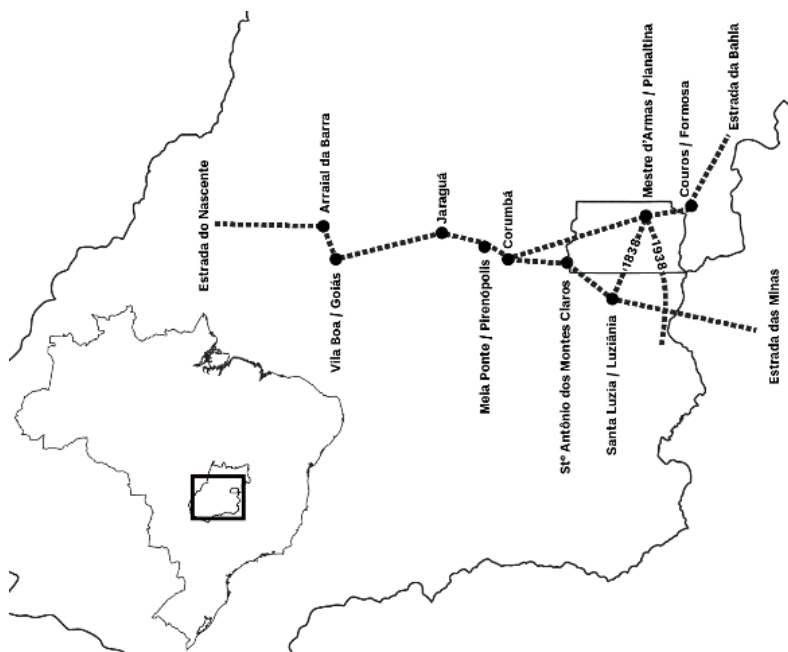 Estrada do Nascente
Arraial da Barra
Vila Boa / Goiás
Jaraguá
Meia Ponte / Pirenópolis
Corumbá
Stº Antônio dos Montes Claros
Santa Luzia / Luziânia
1838
1938
Mestre d'Armas / Planaltina
Couros / Formosa
Estrada da Bahia
Estrada das Minas